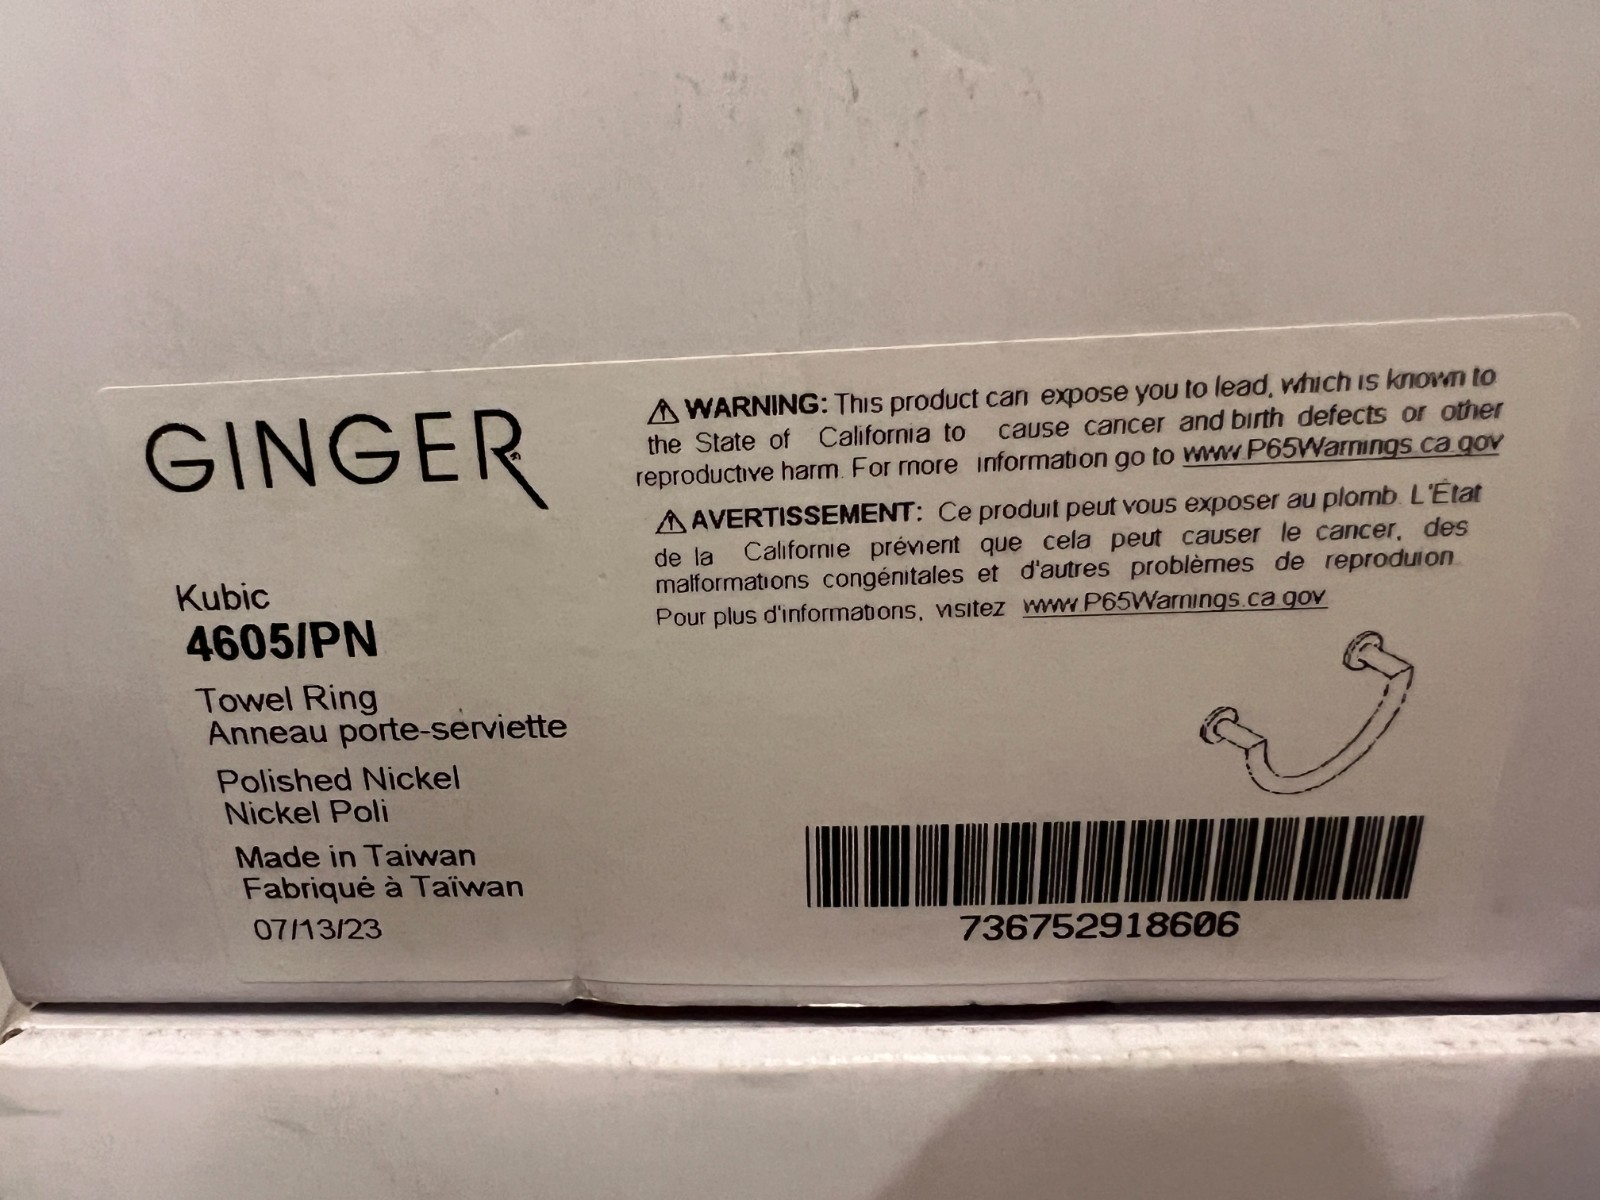 GINGER
Kubic
4605/PN
Towel Ring
Anneau porte-serviette
Polished Nickel
Nickel Poli
Made in Taiwan
Fabriqué à Taïwan
07/13/23
⚠ WARNING: This product can expose you to lead, which is known to
the State of California to cause cancer and birth defects or other
reproductive harm. For more information go to www.P65Warnings.ca.gov
⚠ AVERTISSEMENT: Ce produit peut vous exposer au plomb. L'État
de la Californie prévient que cela peut causer le cancer, des
malformations congénitales et d'autres problèmes de reproduion.
Pour plus d'informations, visitez www.P65Warnings.ca.gov
736752918606